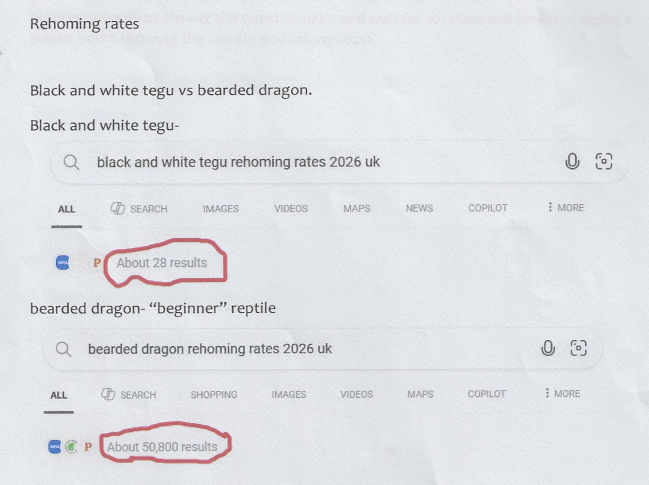 Rehoming rates
Black and white tegu vs bearded dragon.
Black and white tegu-
black and white tegu rehoming rates 2026 uk
ALL SEARCH IMAGES VIDEOS MAPS NEWS COPILOT MORE
P About 28 results
bearded dragon- “beginner” reptile
bearded dragon rehoming rates 2026 uk
ALL SEARCH SHOPPING IMAGES VIDEOS MAPS COPILOT MORE
P About 50,800 results